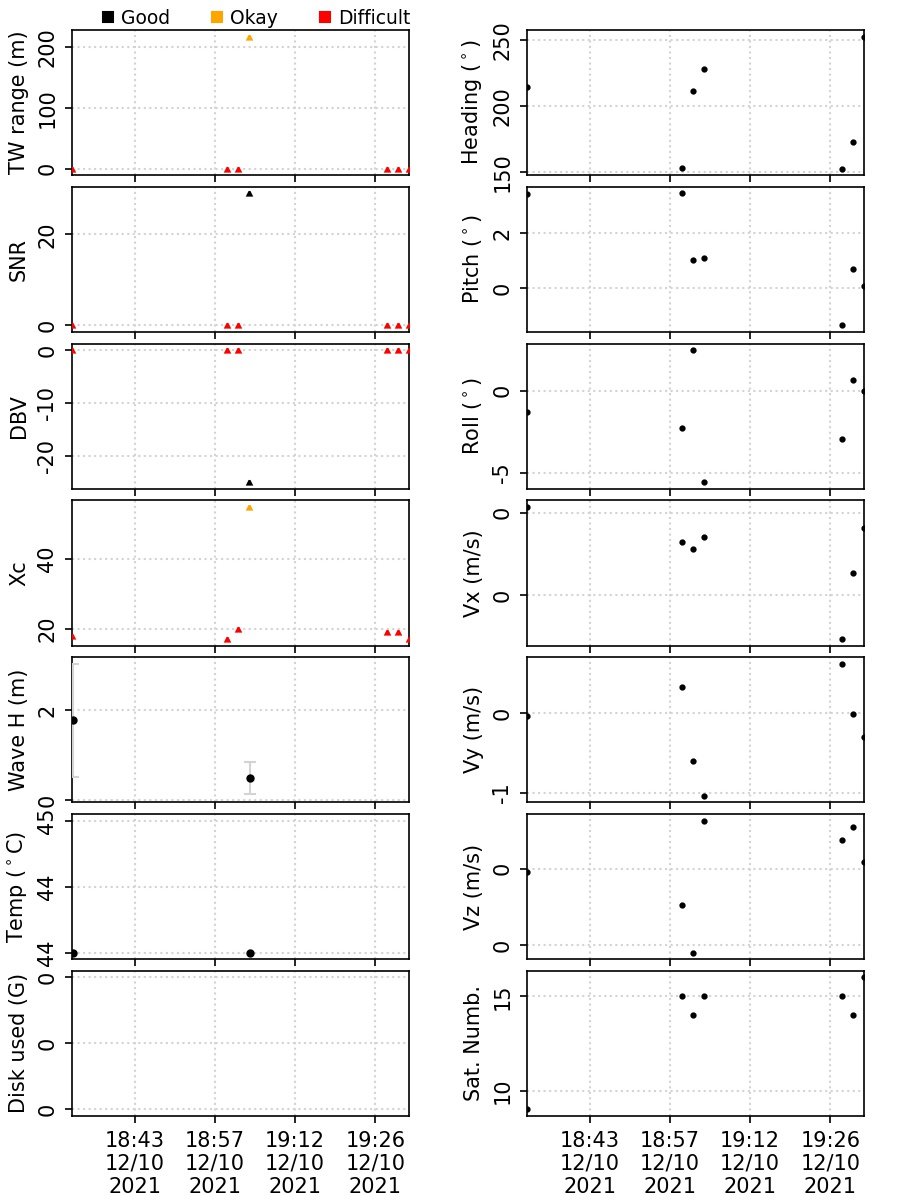 Good Okay Difficult
TW range (m)
200
100
0
SNR
20
0
DBV
0
-10
-20
Xc
40
20
Wave H (m)
2
0
Temp (°C)
45
44
44
Disk used (G)
0
0
0
18:43 18:57 19:12 19:26
12/10 12/10 12/10 12/10
2021 2021 2021 2021
Heading (°)
250
200
150
Pitch (°)
2
0
Roll (°)
0
-5
Vx (m/s)
0
0
Vy (m/s)
0
-1
Vz (m/s)
0
0
Sat. Numb.
15
10
18:43 18:57 19:12 19:26
12/10 12/10 12/10 12/10
2021 2021 2021 2021